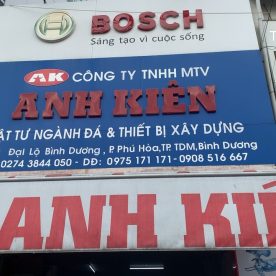 BOSCH
Sáng tạo vì cuộc sống
AK CÔNG TY TNHH MTV
ANH KIÊN
ẬT TƯ NGÀNH ĐÁ & THIẾT BỊ XÂY DỰNG
Đại Lộ Bình Dương, P Phú Hòa,TP TDM,Bình Dương
0274 3844 050 - DĐ: 0975 171 171 - 0908 516 667
ANH KIÊ